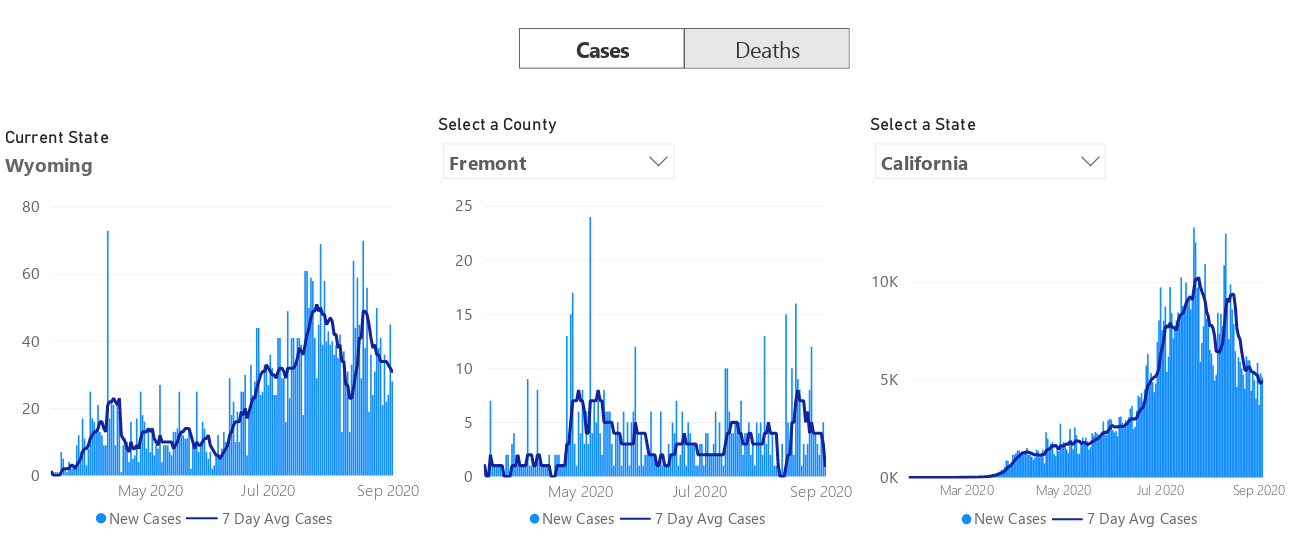 Cases Deaths
Current State
Wyoming
80
60
40
20
0
May 2020 Jul 2020 Sep 2020
New Cases 7 Day Avg Cases
Select a County
Fremont
25
20
15
10
5
0
May 2020 Jul 2020 Sep 2020
New Cases 7 Day Avg Cases
Select a State
California
10K
5K
0K
Mar 2020 May 2020 Jul 2020 Sep 2020
New Cases 7 Day Avg Cases